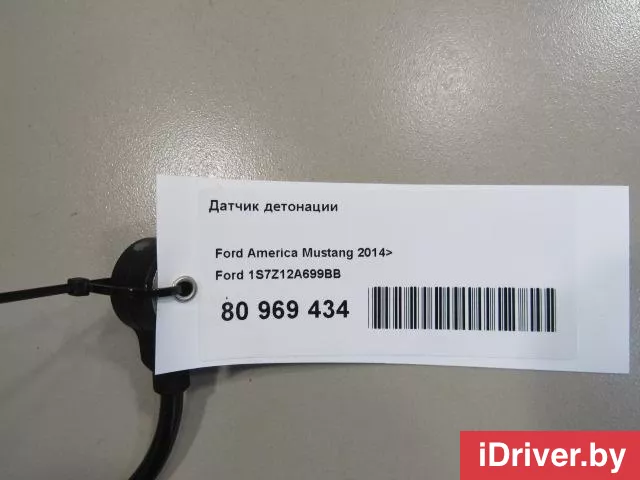 Датчик детонации
Ford America Mustang 2014>
Ford 1S7Z12A699BB
80 969 434
iDriver.by